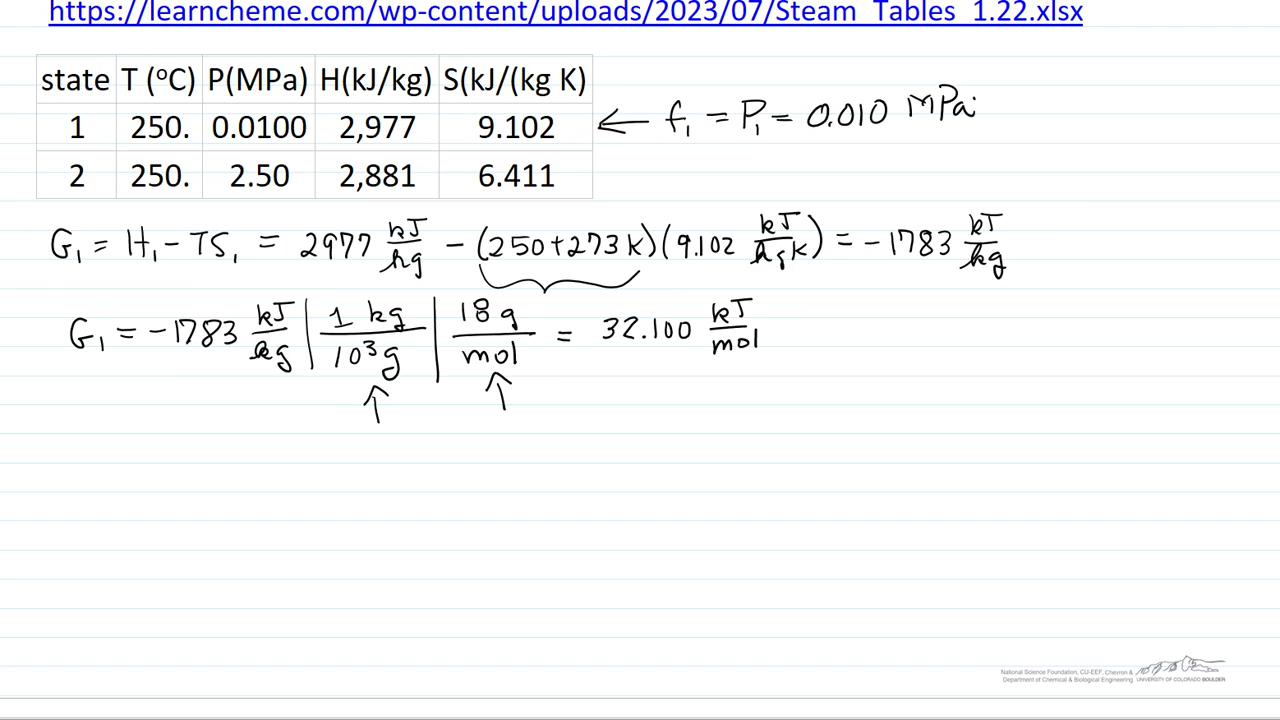 https://learncheme.com/wp-content/uploads/2023/07/Steam_Tables_1.22.xlsx
state T (°C) P(MPa) H(kJ/kg) S(kJ/(kg K)
1 250. 0.0100 2,977 9.102 ← f₁ = P₁ = 0.010 MPa
2 250. 2.50 2,881 6.411
G₁ = H₁ - TS₁ = 2977 kJ/kg - (250+273 K)(9.102 kJ/kgK) = -1783 kJ/kg
G₁ = -1783 kJ/kg | 1 kg/10³g | 18 g/mol = 32.100 kJ/mol
National Science Foundation, CU-EEF, Chevron &
Department of Chemical & Biological Engineering UNIVERSITY OF COLORADO BOULDER